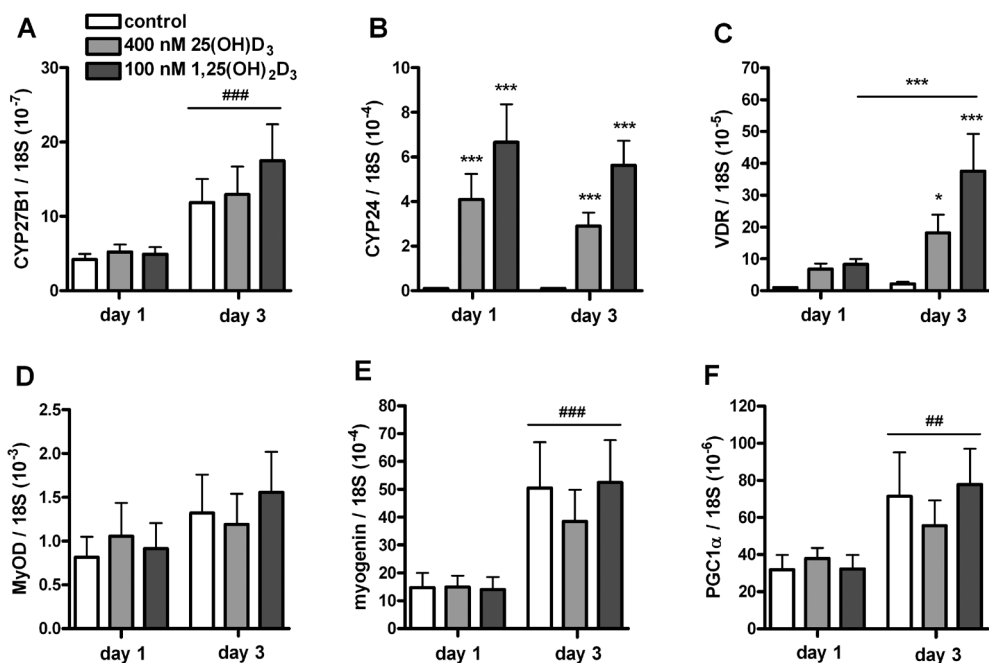 A
control
400 nM 25(OH)D3
100 nM 1,25(OH)2D3
CYP27B1 / 18S (10-7)
30
20
10
0
###
day 1
day 3
B
CYP24 / 18S (10-4)
10
8
6
4
2
0
***
***
***
***
day 1
day 3
C
VDR / 18S (10-5)
70
60
50
40
30
20
10
0
***
*
***
day 1
day 3
D
MyOD / 18S (10-3)
2.5
2.0
1.5
1.0
0.5
0.0
day 1
day 3
E
myogenin / 18S (10-4)
80
70
60
50
40
30
20
10
0
###
day 1
day 3
F
PGC1α / 18S (10-6)
120
100
80
60
40
20
0
##
day 1
day 3